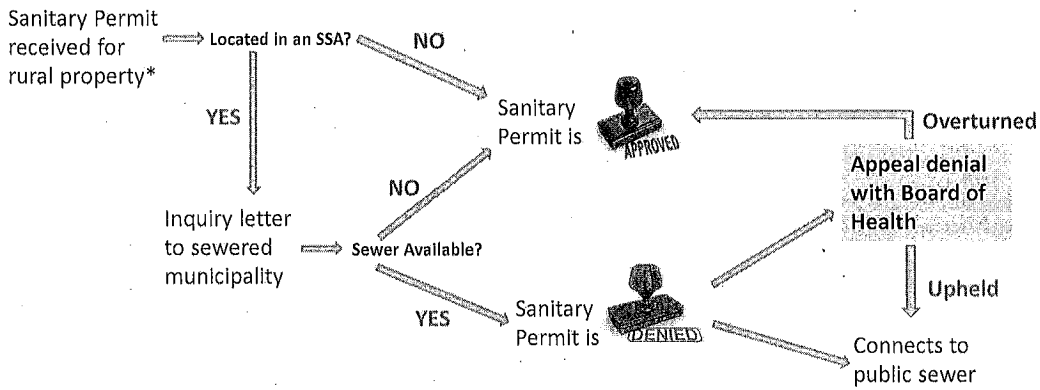 Sanitary Permit
received for
rural property*
Located in an SSA?
NO
YES
Sanitary
Permit is
APPROVED
Overturned
Appeal denial
with Board of
Health
NO
Inquiry letter
to sewered
municipality
Sewer Available?
YES
Sanitary
Permit is
DENIED
Upheld
Connects to
public sewer